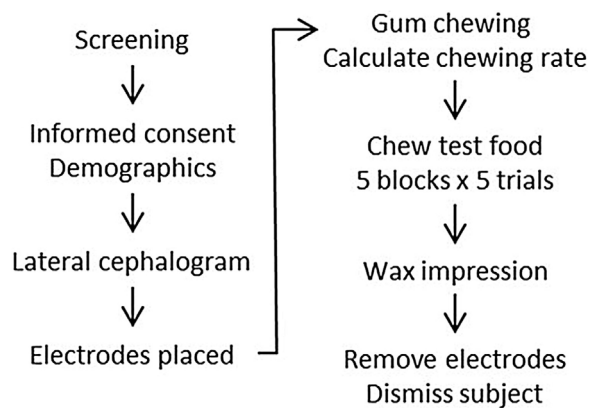 Screening
Informed consent
Demographics
Lateral cephalogram
Electrodes placed
Gum chewing
Calculate chewing rate
Chew test food
5 blocks x 5 trials
Wax impression
Remove electrodes
Dismiss subject